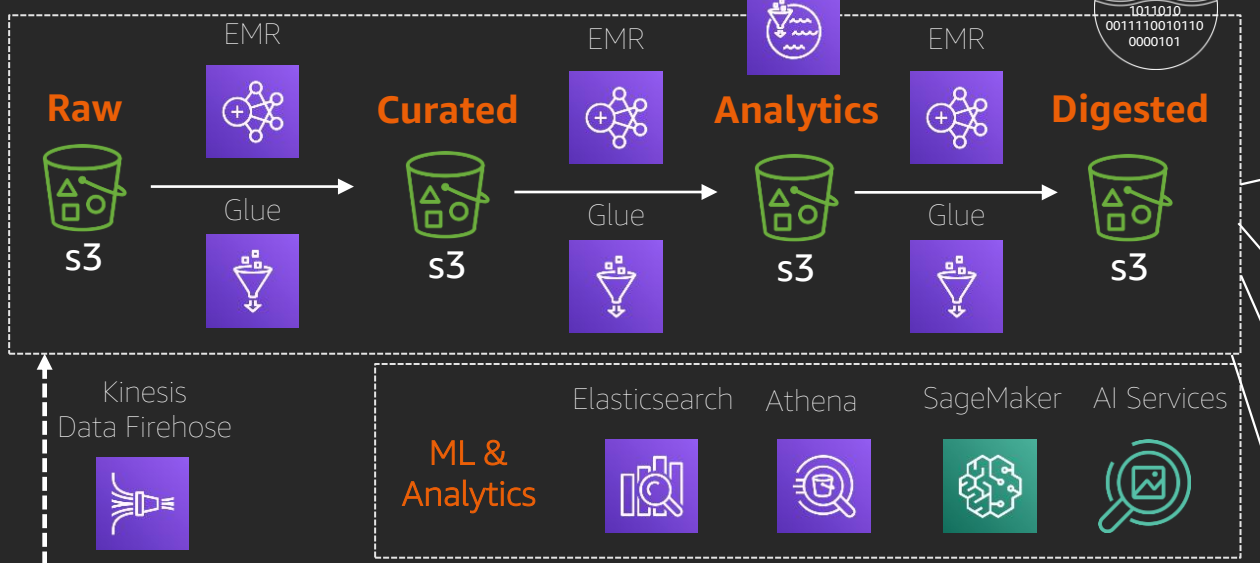 1011010
0011110010110
0000101
EMR
EMR
EMR
Raw
Curated
Analytics
Digested
Glue
Glue
Glue
s3
s3
s3
s3
Kinesis
Data Firehose
ML &
Analytics
Elasticsearch
Athena
SageMaker
AI Services